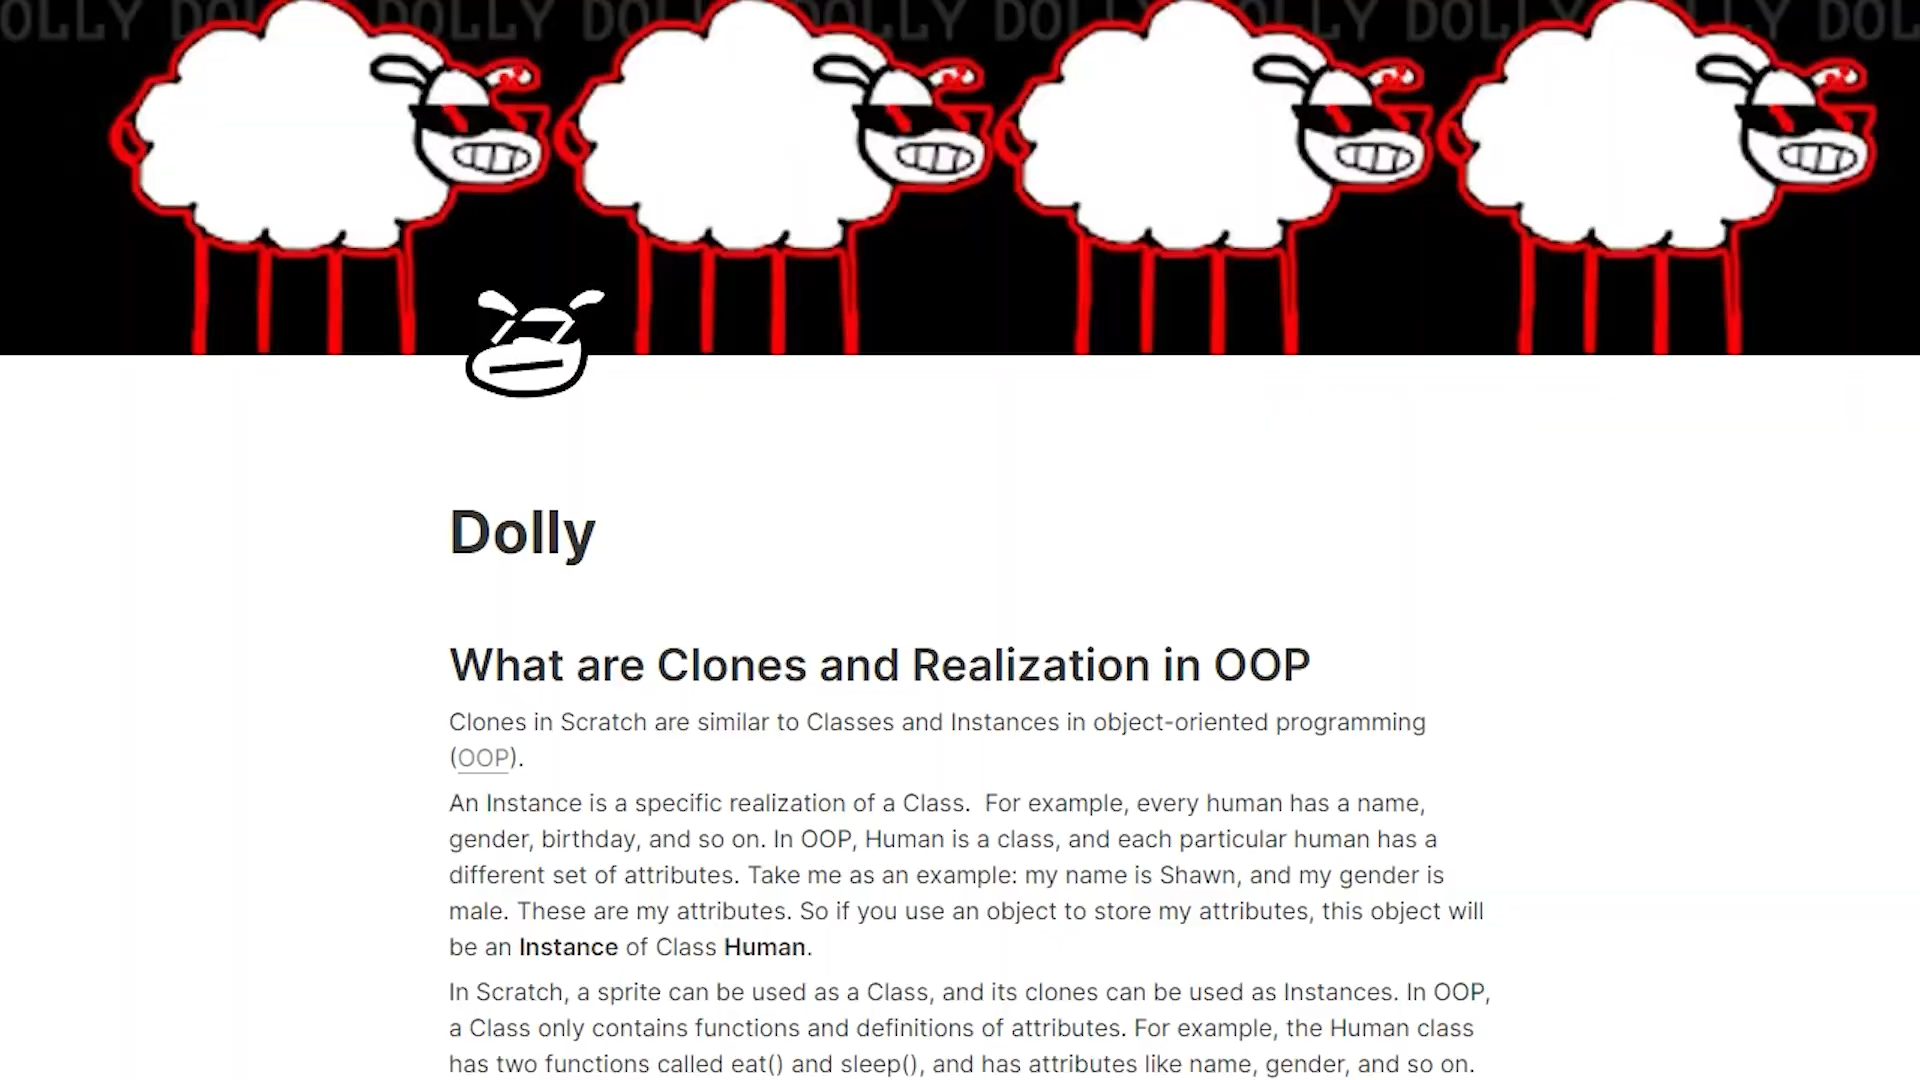 OLLY DOLLY DOLLY DOLLY DOLLY DOL
Dolly
What are Clones and Realization in OOP
Clones in Scratch are similar to Classes and Instances in object-oriented programming
(OOP).
An Instance is a specific realization of a Class.  For example, every human has a name,
gender, birthday, and so on. In OOP, Human is a class, and each particular human has a
different set of attributes. Take me as an example: my name is Shawn, and my gender is
male. These are my attributes. So if you use an object to store my attributes, this object will
be an Instance of Class Human.
In Scratch, a sprite can be used as a Class, and its clones can be used as Instances. In OOP,
a Class only contains functions and definitions of attributes. For example, the Human class
has two functions called eat() and sleep(), and has attributes like name, gender, and so on.